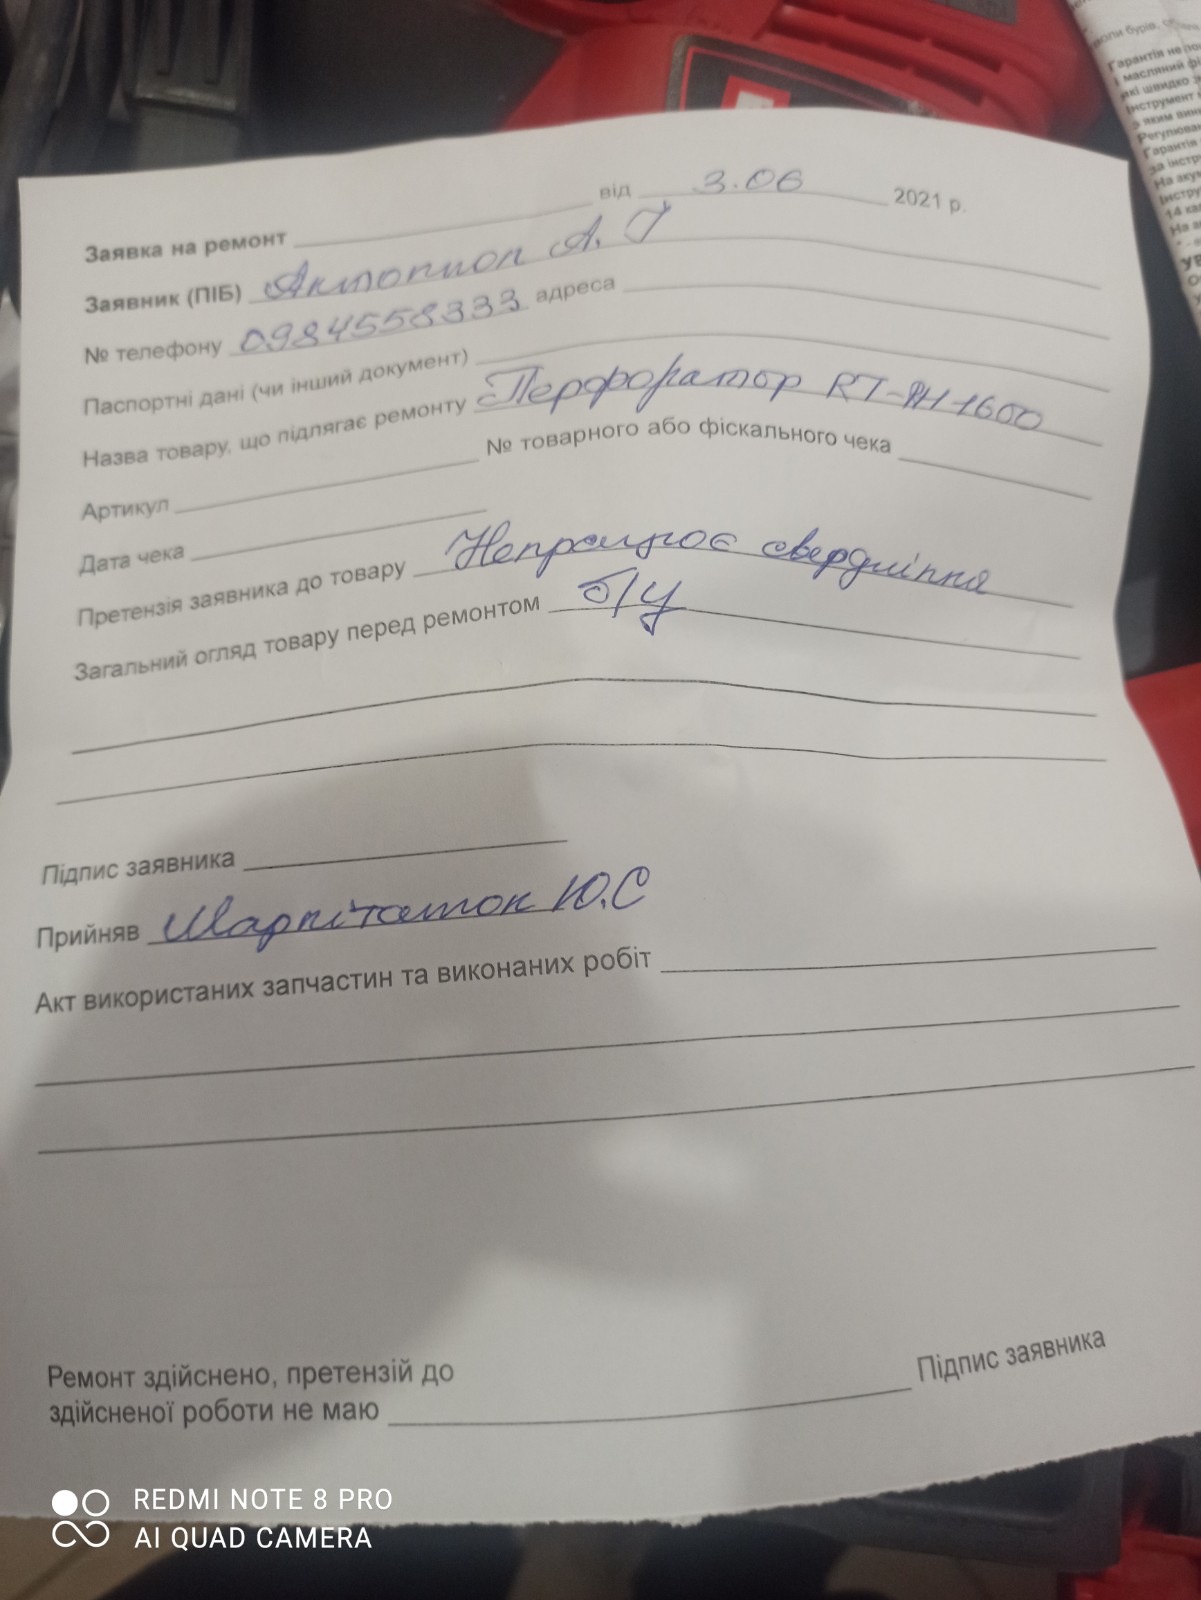 Заявка на ремонт від 3.06 2021 р.
Заявник (ПІБ) А. Г
№ телефону 0984558333 адреса
Паспортні дані (чи інший документ)
Назва товару, що підлягає ремонту Перфоратор RT-RH1600
Артикул № товарного або фіскального чека
Дата чека
Претензія заявника до товару Непрацює свердління
Загальний огляд товару перед ремонтом б/у
Підпис заявника
Прийняв Ю.С
Акт використаних запчастин та виконаних робіт
Ремонт здійснено, претензій до
здійсненої роботи не маю Підпис заявника
REDMI NOTE 8 PRO
AI QUAD CAMERA